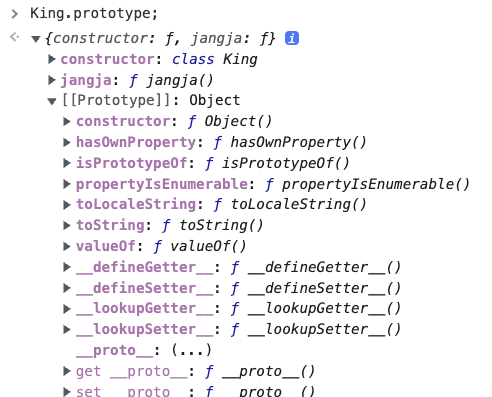 King.prototype;
{constructor: ƒ, jangja: ƒ} i
constructor: class King
jangja: ƒ jangja()
[[Prototype]]: Object
constructor: ƒ Object()
hasOwnProperty: ƒ hasOwnProperty()
isPrototypeOf: ƒ isPrototypeOf()
propertyIsEnumerable: ƒ propertyIsEnumerable()
toLocaleString: ƒ toLocaleString()
toString: ƒ toString()
valueOf: ƒ valueOf()
__defineGetter__: ƒ __defineGetter__()
__defineSetter__: ƒ __defineSetter__()
__lookupGetter__: ƒ __lookupGetter__()
__lookupSetter__: ƒ __lookupSetter__()
__proto__: (...)
get __proto__: ƒ __proto__()
set __proto__: ƒ __proto__()